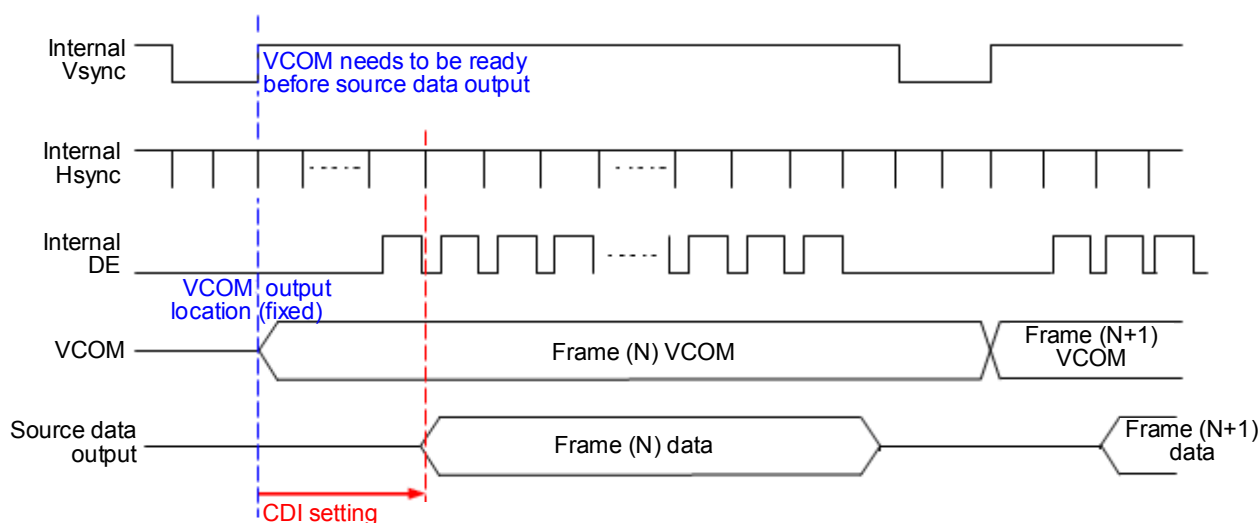 Internal
Vsync
VCOM needs to be ready
before source data output
Internal
Hsync
Internal
DE
VCOM output
location (fixed)
VCOM
Frame (N) VCOM
Frame (N+1)
VCOM
Source data
output
Frame (N) data
Frame (N+1)
data
CDI setting